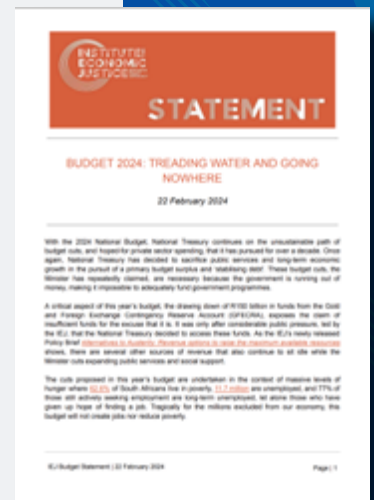 INSTITUTE
ECONOMIC
JUSTICE
STATEMENT
BUDGET 2024: TREADING WATER AND GOING
NOWHERE
22 February 2024
With the 2024 National Budget, National Treasury continues on the unsustainable path of
budget cuts, and hoped-for private sector spending, that it has pursued for over a decade. Once
again, National Treasury has decided to sacrifice public services and long-term economic
growth in the pursuit of a primary budget surplus and 'stabilising debt'. These budget cuts, the
Minister has repeatedly claimed, are necessary because the government is running out of
money, making it impossible to adequately fund government programmes.
A critical aspect of this year's budget, the drawing down of R150 billion in funds from the Gold
and Foreign Exchange Contingency Reserve Account (GFECRA), exposes the claim of
insufficient funds for the excuse that it is. It was only after considerable public pressure, led by
the IEJ, that the National Treasury decided to access these funds. As the IEJ's newly released
Policy Brief Alternatives to Austerity: Revenue options to raise the maximum available resources
shows, there are several other sources of revenue that also continue to sit idle while the
Minister cuts expanding public services and social support.
The cuts proposed in this year's budget are undertaken in the context of massive levels of
hunger where 62.6% of South Africans live in poverty, 11.7 million are unemployed, and 77% of
those still actively seeking employment are long-term unemployed, let alone those who have
given up hope of finding a job. Tragically for the millions excluded from our economy, this
budget will not create jobs nor reduce poverty.
IEJ Budget Statement | 22 February 2024
Page | 1